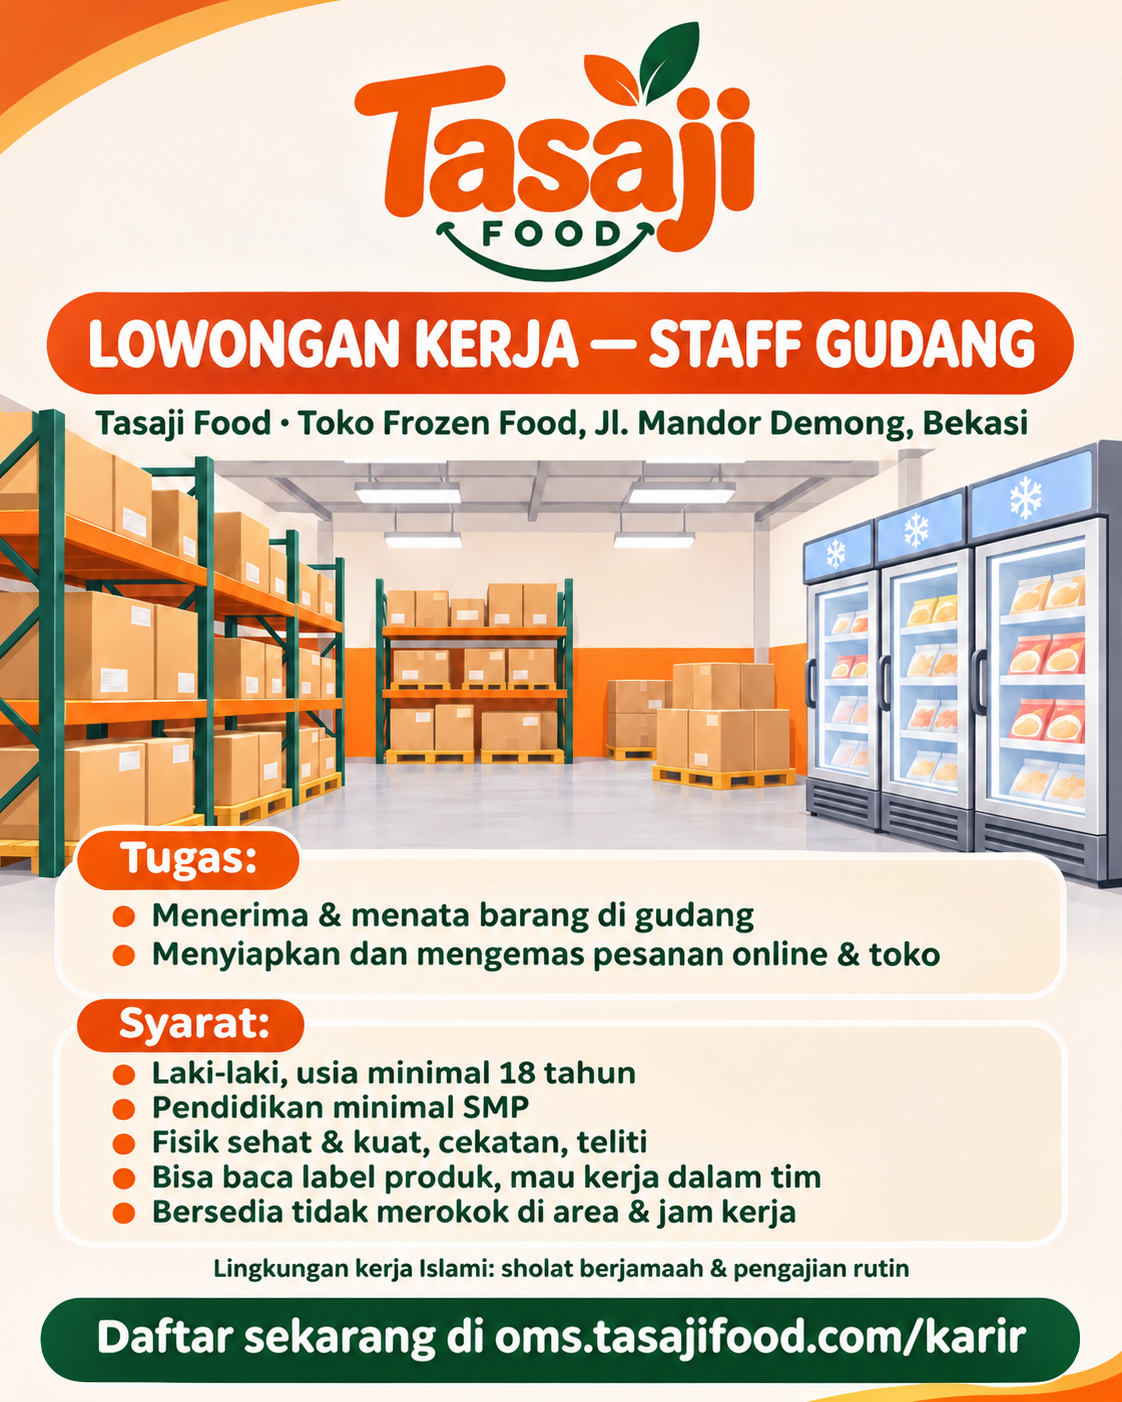 Tasaji
FOOD
LOWONGAN KERJA — STAFF GUDANG
Tasaji Food • Toko Frozen Food, Jl. Mandor Demong, Bekasi
Tugas:
Menerima & menata barang di gudang
Menyiapkan dan mengemas pesanan online & toko
Syarat:
Laki-laki, usia minimal 18 tahun
Pendidikan minimal SMP
Fisik sehat & kuat, cekatan, teliti
Bisa baca label produk, mau kerja dalam tim
Bersedia tidak merokok di area & jam kerja
Lingkungan kerja Islami: sholat berjamaah & pengajian rutin
Daftar sekarang di oms.tasajifood.com/karir